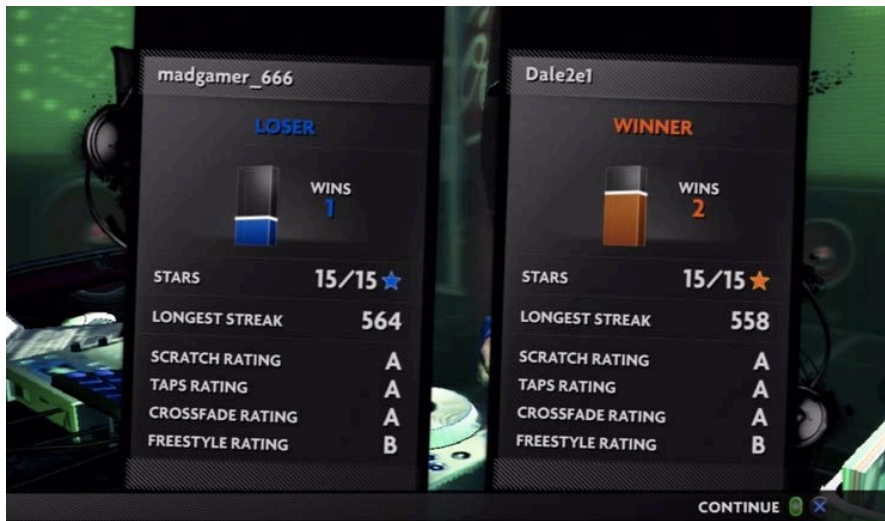 madgamer_666
LOSER
WINS
1
STARS 15/15
LONGEST STREAK 564
SCRATCH RATING A
TAPS RATING A
CROSSFADE RATING A
FREESTYLE RATING B
Dale2e1
WINNER
WINS
2
STARS 15/15
LONGEST STREAK 558
SCRATCH RATING A
TAPS RATING A
CROSSFADE RATING A
FREESTYLE RATING B
CONTINUE